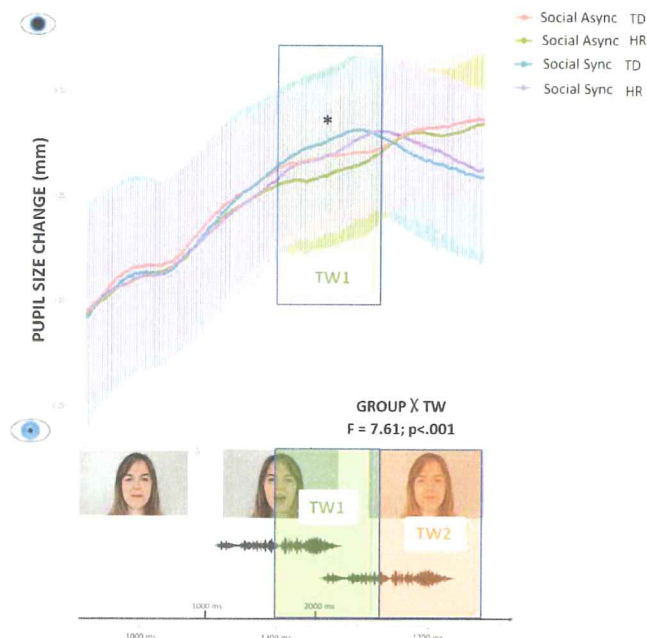 Social Async TD
Social Async HR
Social Sync TD
Social Sync HR
PUPIL SIZE CHANGE (mm)
*
TW1
GROUP X TW
F = 7.61; p<.001
TW1
TW2
1000 ms
2000 ms